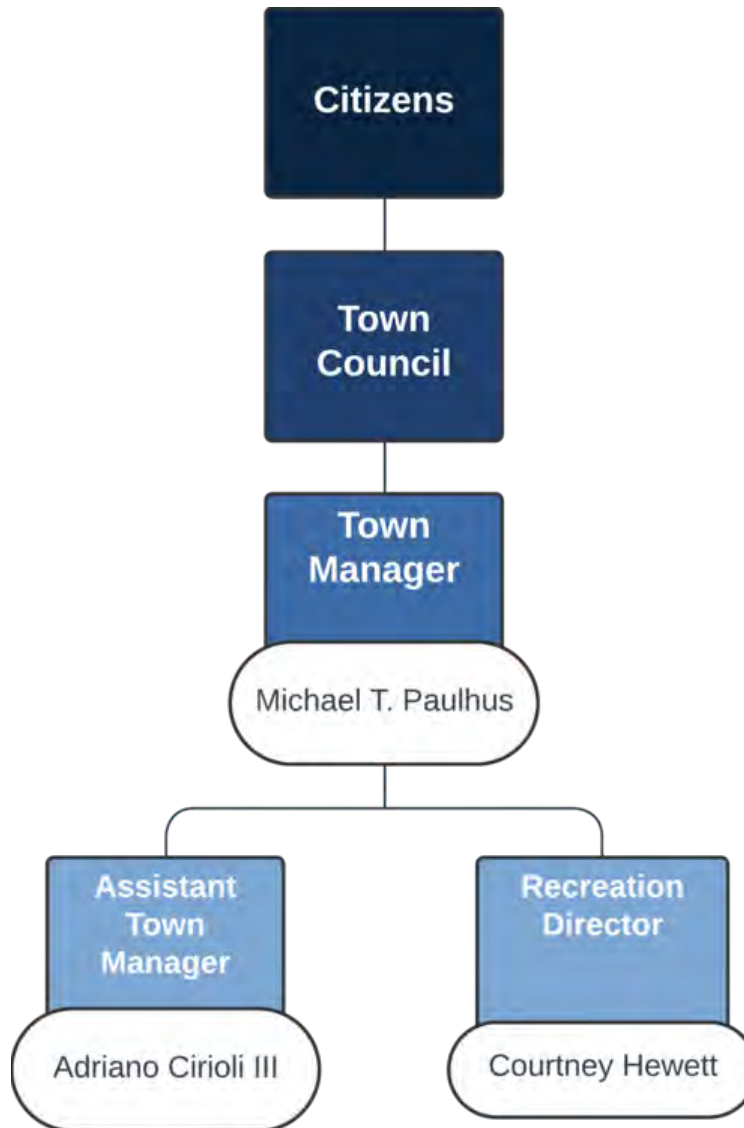 Citizens
Town
Council
Town
Manager
Michael T. Paulhus
Assistant
Town
Manager
Adriano Cirioli III
Recreation
Director
Courtney Hewett